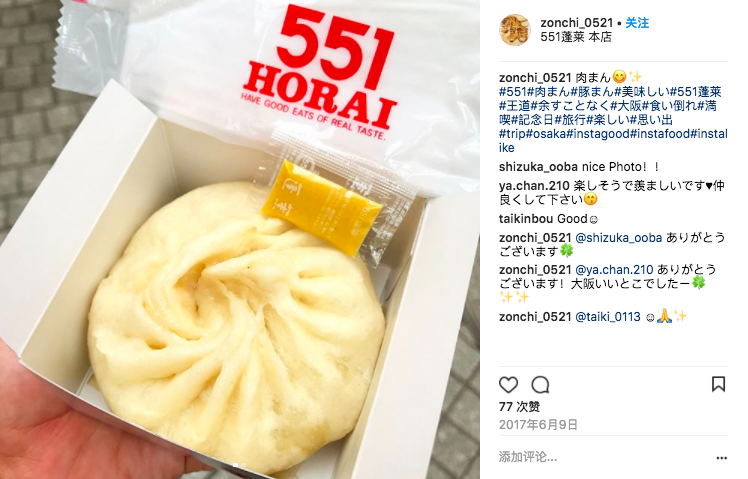 551
HORAI
HAVE GOOD EATS OF REAL TASTE.
zonchi_0521 • 关注
551蓬莱 本店
zonchi_0521 肉まん😋✨
#551#肉まん#豚まん#美味しい#551蓬莱
#王道#余すことなく#大阪#食い倒れ#満
喫#記念日#旅行#楽しい#思い出
#trip#osaka#instagood#instafood#instal
ike
shizuka_ooba nice Photo！！
ya.chan.210 楽しそうで羨ましいです♥仲
良くして下さい😋
taikinbou Good☺
zonchi_0521 @shizuka_ooba ありがとう
ございます🍀
zonchi_0521 @ya.chan.210 ありがとう
ございます！大阪いいとこでしたー🍀
✨✨
zonchi_0521 @taiki_0113 ☺🙏✨
77 次赞
2017年6月9日
添加评论...